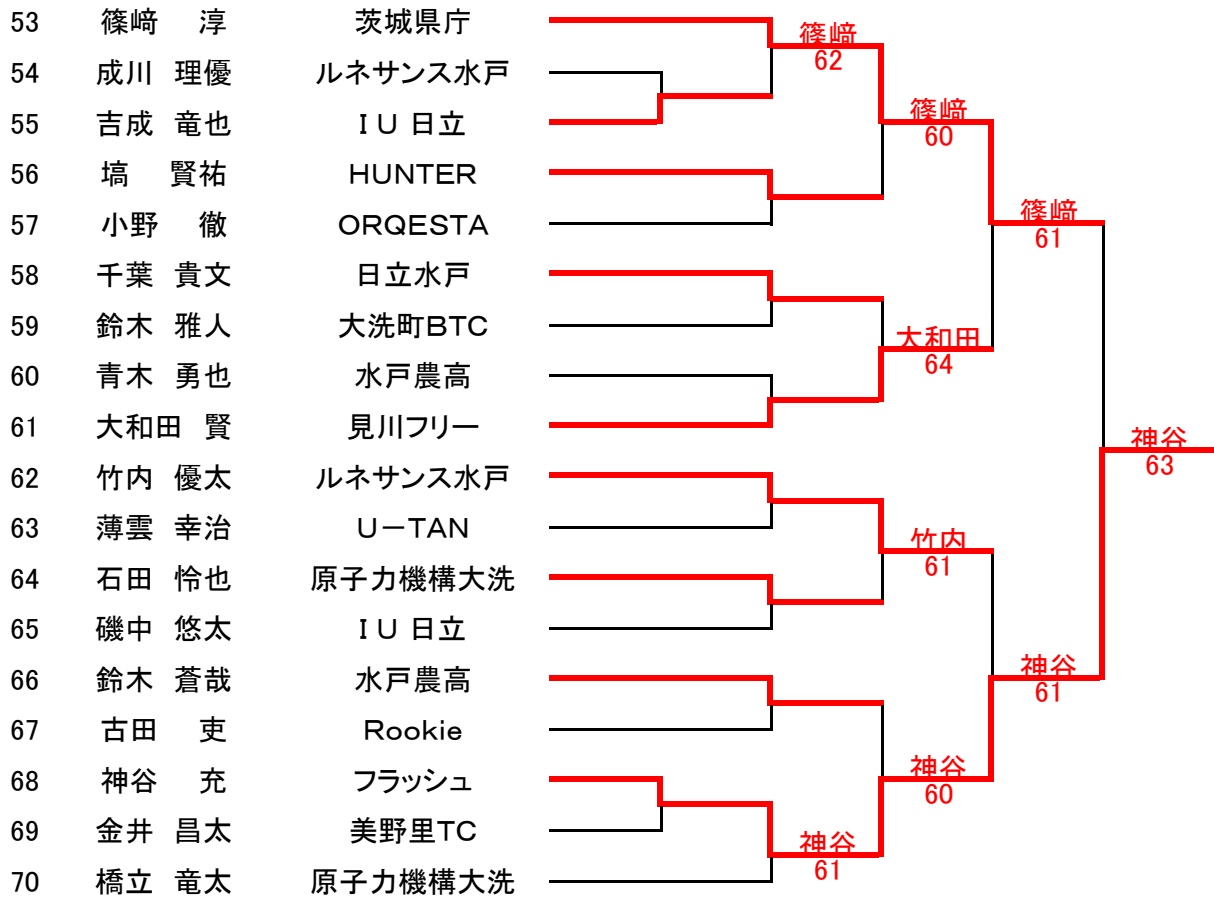 53 篠﨑 淳 茨城県庁
篠﨑
62
54 成川 理優 ルネサンス水戸
55 吉成 竜也 IU日立
篠﨑
60
56 塙 賢祐 HUNTER
57 小野 徹 ORQESTA
篠﨑
61
58 千葉 貴文 日立水戸
59 鈴木 雅人 大洗町BTC
大和田
64
60 青木 勇也 水戸農高
61 大和田 賢 見川フリー
神谷
63
62 竹内 優太 ルネサンス水戸
63 薄雲 幸治 U－TAN
竹内
61
64 石田 怜也 原子力機構大洗
65 磯中 悠太 IU日立
66 鈴木 蒼哉 水戸農高
神谷
61
67 古田 吏 Rookie
68 神谷 充 フラッシュ
神谷
60
69 金井 昌太 美野里TC
神谷
61
70 橋立 竜太 原子力機構大洗